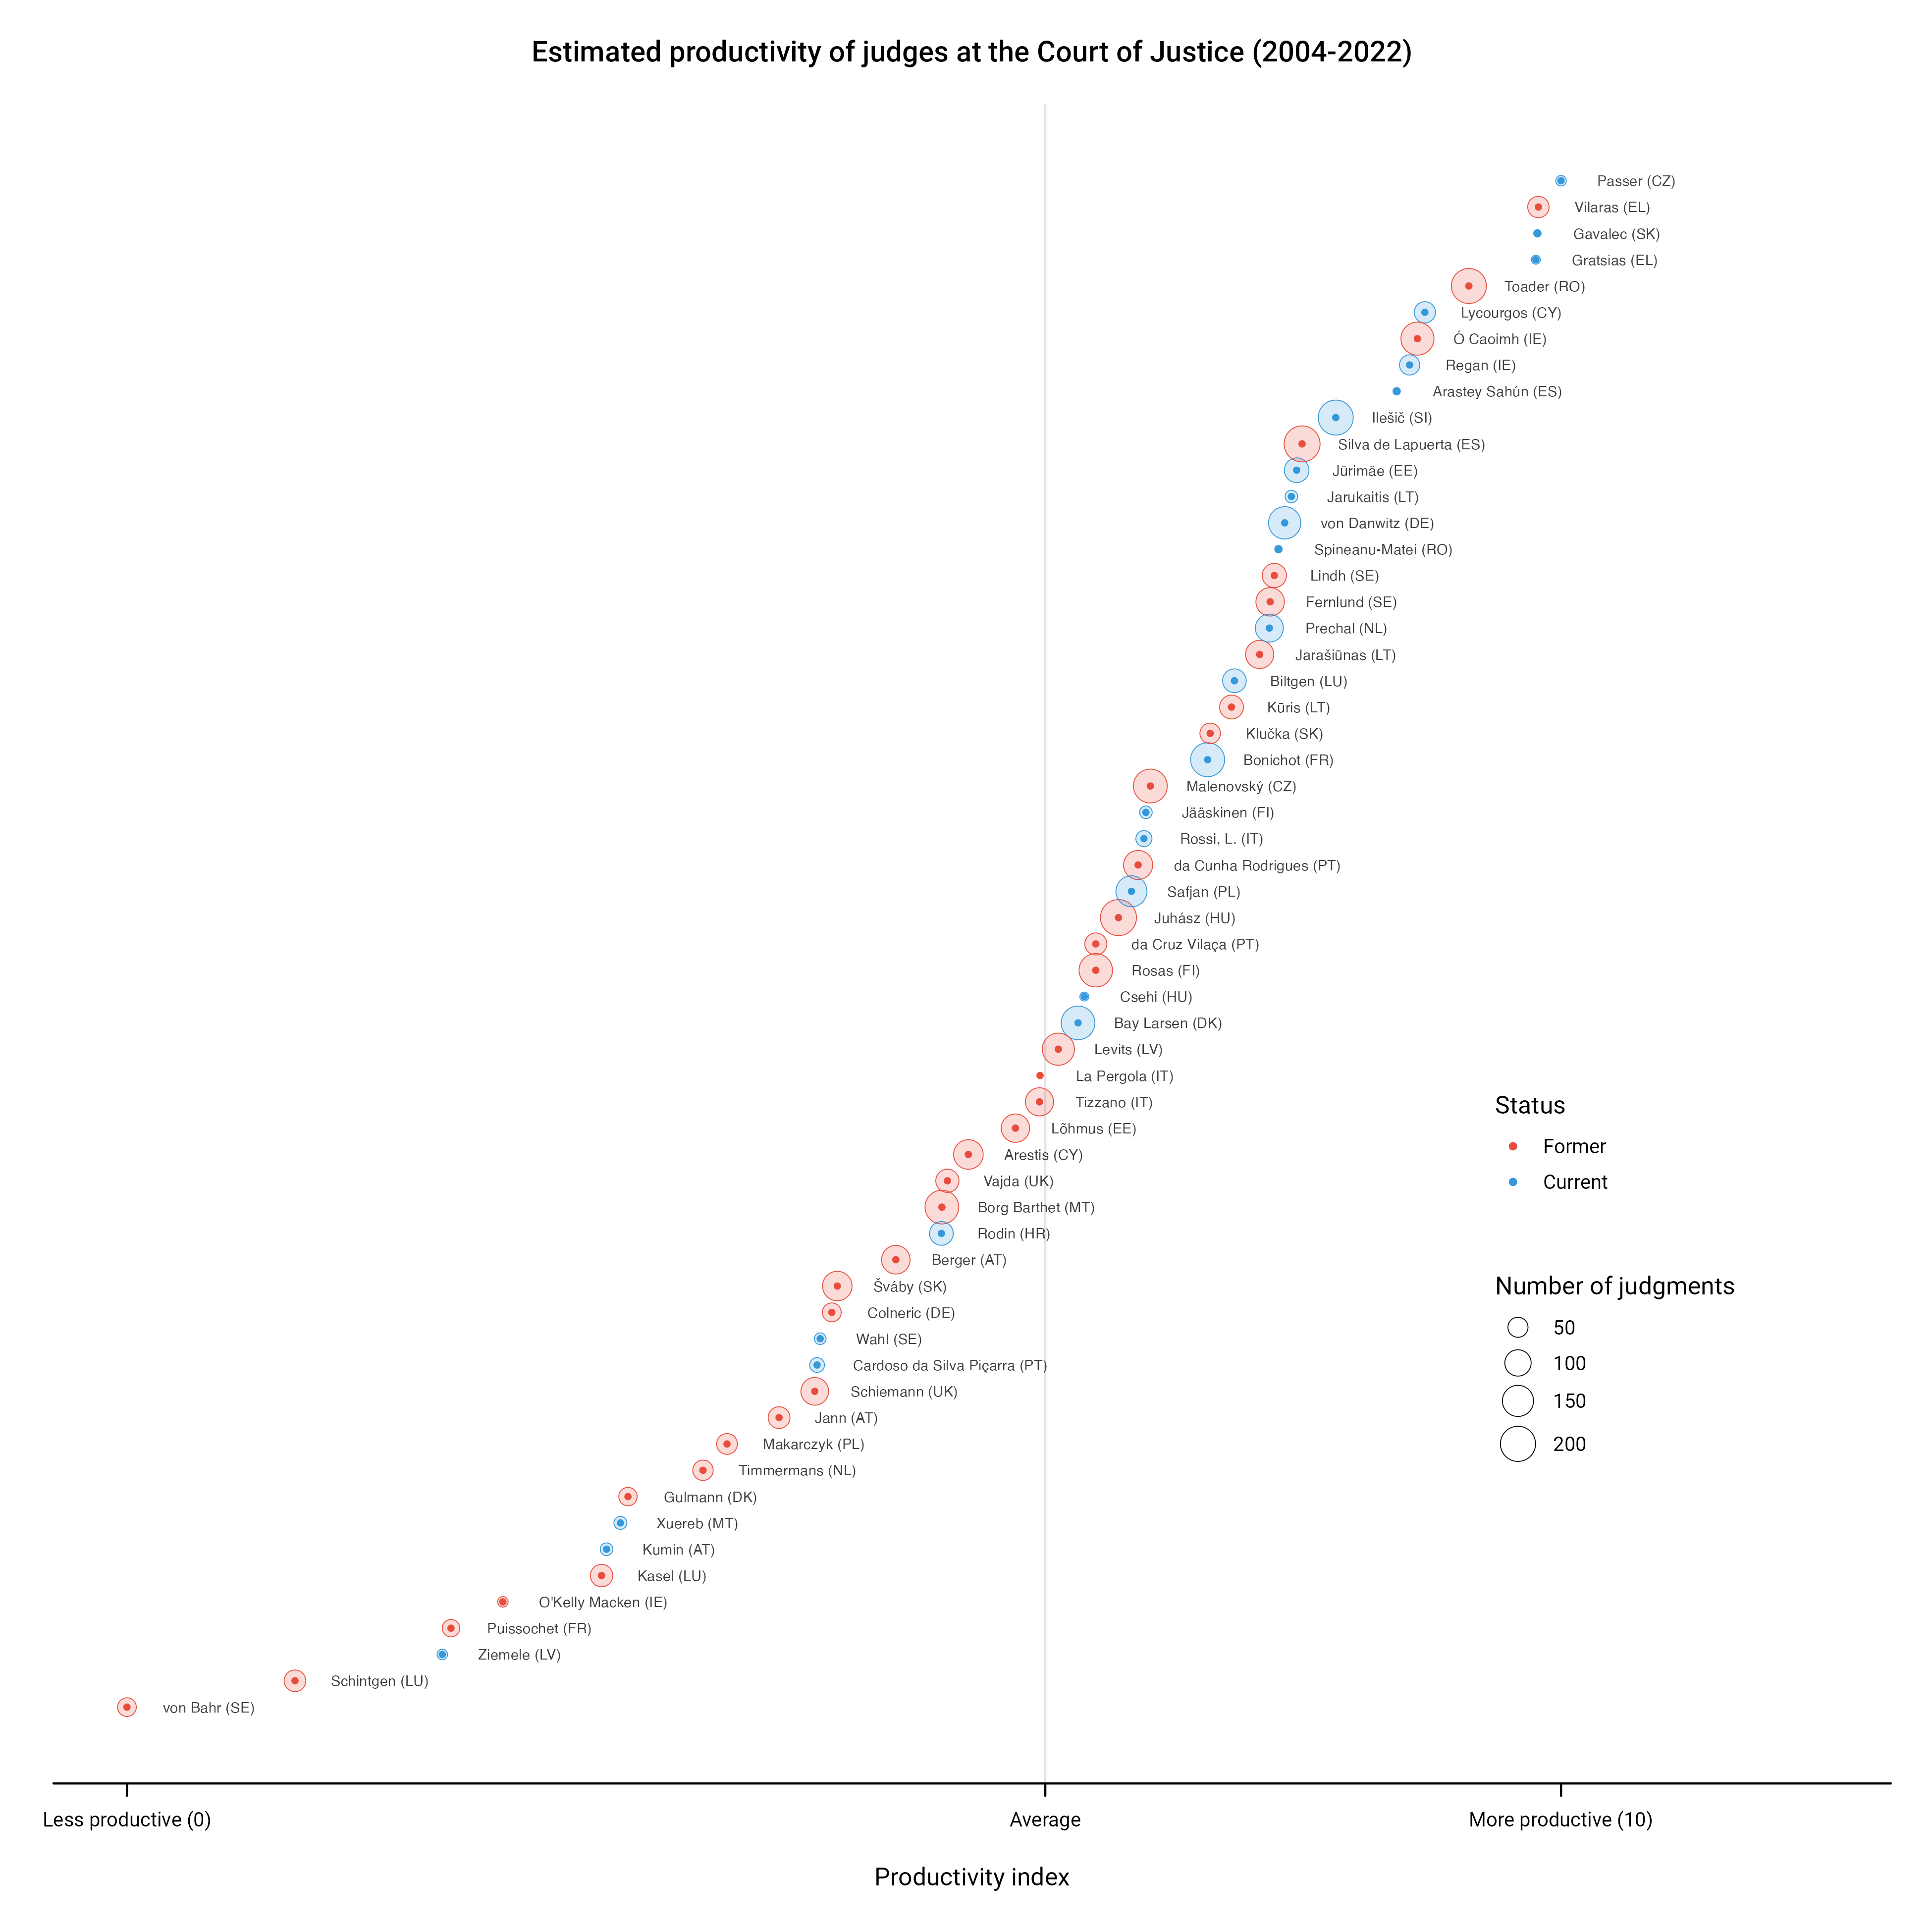 Estimated productivity of judges at the Court of Justice (2004-2022)
Passer (CZ)
Vilaras (EL)
Gavalec (SK)
Gratsias (EL)
Toader (RO)
Lycourgos (CY)
Ó Caoimh (IE)
Regan (IE)
Arastey Sahún (ES)
Ilešič (SI)
Silva de Lapuerta (ES)
Jürimäe (EE)
Jarukaitis (LT)
von Danwitz (DE)
Spineanu-Matei (RO)
Lindh (SE)
Fernlund (SE)
Prechal (NL)
Jarašiūnas (LT)
Biltgen (LU)
Kūris (LT)
Klučka (SK)
Bonichot (FR)
Malenovský (CZ)
Jääskinen (FI)
Rossi, L. (IT)
da Cunha Rodrigues (PT)
Safjan (PL)
Juhász (HU)
da Cruz Vilaça (PT)
Rosas (FI)
Csehi (HU)
Bay Larsen (DK)
Levits (LV)
La Pergola (IT)
Tizzano (IT)
Lõhmus (EE)
Arestis (CY)
Vajda (UK)
Borg Barthet (MT)
Rodin (HR)
Berger (AT)
Šváby (SK)
Colneric (DE)
Wahl (SE)
Cardoso da Silva Piçarra (PT)
Schiemann (UK)
Jann (AT)
Makarczyk (PL)
Timmermans (NL)
Gulmann (DK)
Xuereb (MT)
Kumin (AT)
Kasel (LU)
O'Kelly Macken (IE)
Puissochet (FR)
Ziemele (LV)
Schintgen (LU)
von Bahr (SE)
Status
Former
Current
Number of judgments
50
100
150
200
Less productive (0)
Average
More productive (10)
Productivity index